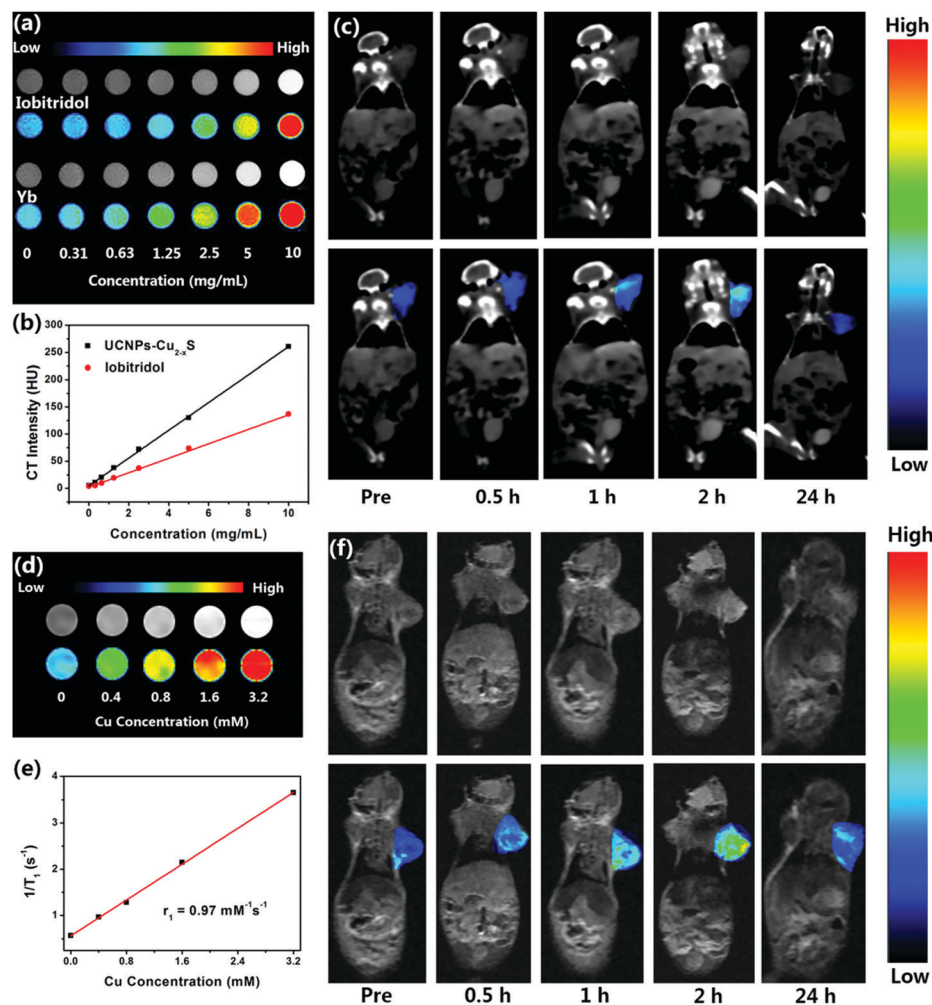 (a)
Low High
Iobitridol
Yb
0 0.31 0.63 1.25 2.5 5 10
Concentration (mg/mL)
(b)
300
250
200
150
100
50
0
CT Intensity (HU)
UCNPs-Cu2-xS
Iobitridol
0 2 4 6 8 10
Concentration (mg/mL)
(c)
Pre 0.5 h 1 h 2 h 24 h
High
Low
(d)
Low High
0 0.4 0.8 1.6 3.2
Cu Concentration (mM)
(e)
4
3
2
1
1/T1 (s-1)
r1 = 0.97 mM-1s-1
0.0 0.8 1.6 2.4 3.2
Cu Concentration (mM)
(f)
Pre 0.5 h 1 h 2 h 24 h
High
Low